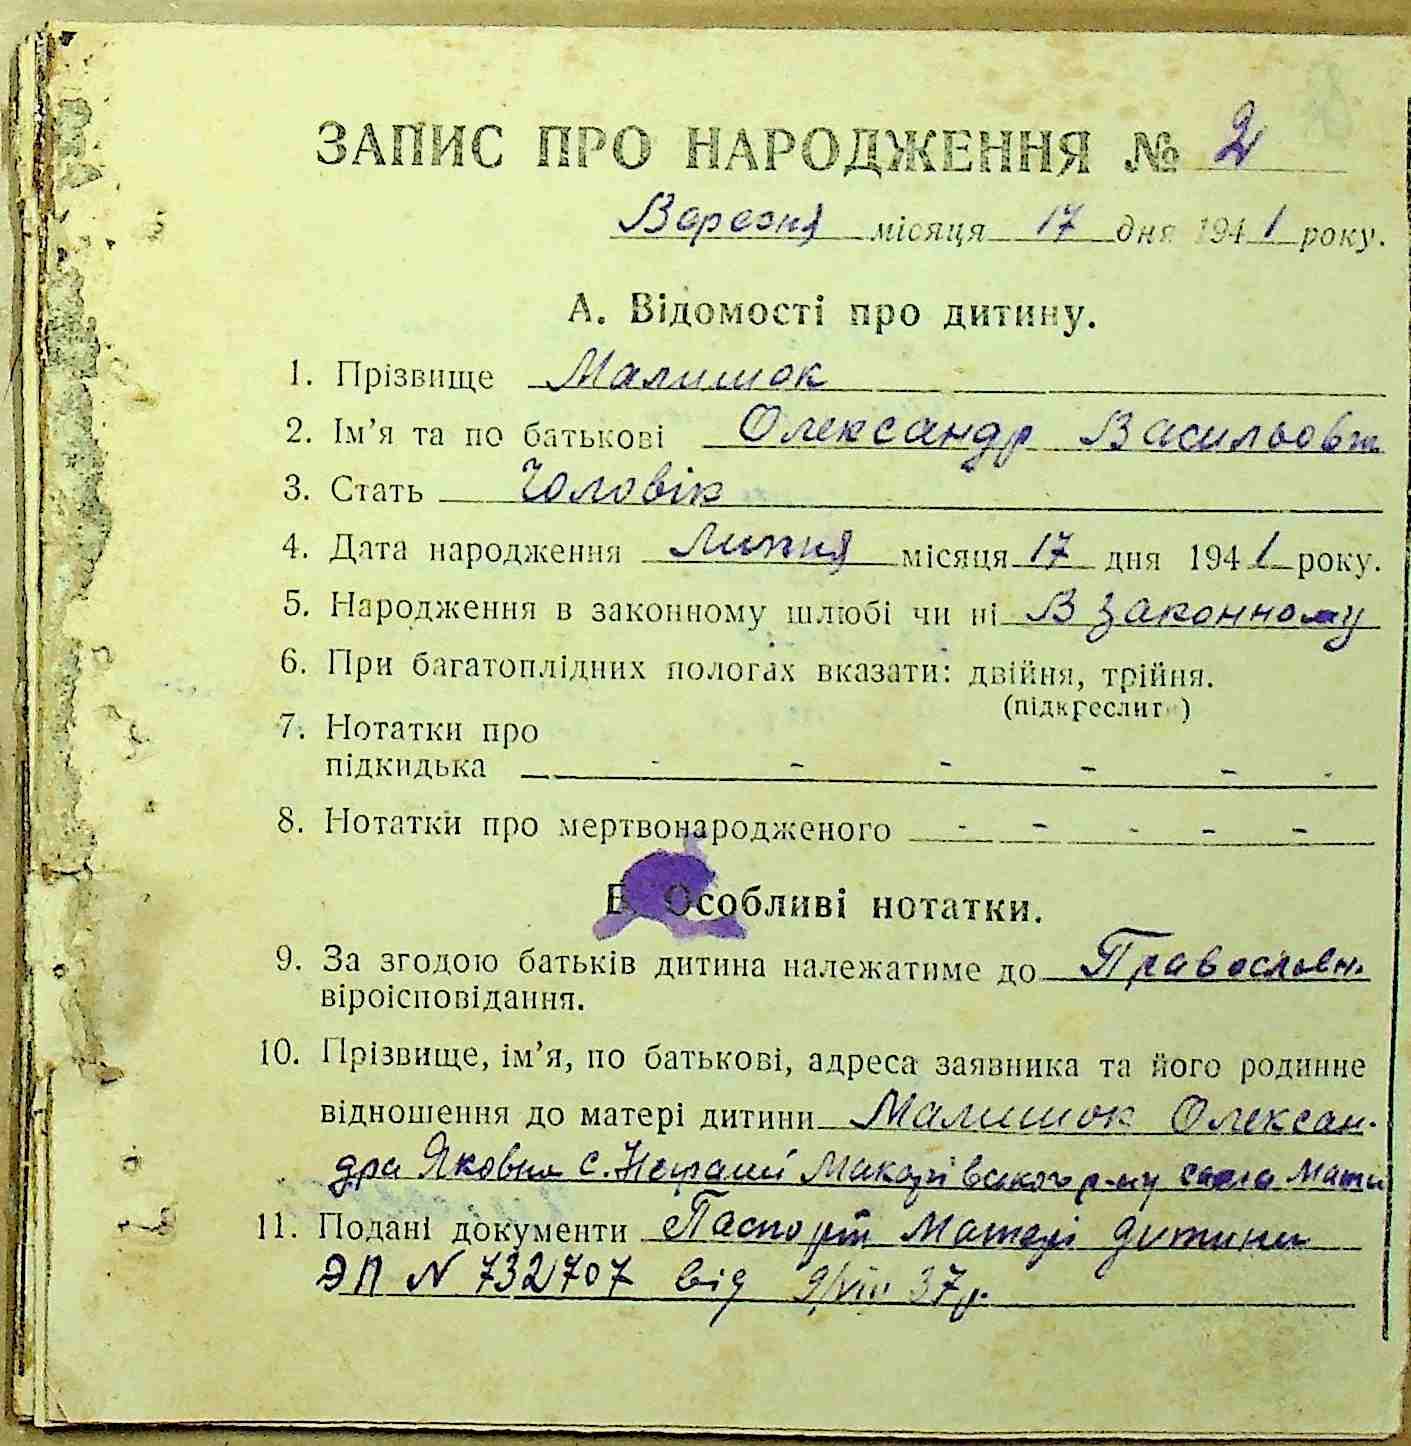 ЗАПИС ПРО НАРОДЖЕННЯ № 2
Вересня місяця 17 дня 1941 року.
А. Відомості про дитину.
1. Прізвище Малишок
2. Ім'я та по батькові Олександр Васильович
3. Стать Чоловік
4. Дата народження Липня місяця 17 дня 1941 року.
5. Народження в законному шлюбі чи ні В законному
6. При багатоплідних пологах вказати: двійня, трійня.
(підкреслить)
7. Нотатки про
підкидька - - - - - -
8. Нотатки про мертвонародженого - - - - -
Б. Особливі нотатки.
9. За згодою батьків дитина належатиме до Православн.
віроісповідання.
10. Прізвище, ім'я, по батькові, адреса заявника та його родинне
відношення до матері дитини Малишок Олексан-
дра Яковна с. Макарівського р-ну сама Мати
11. Подані документи Паспорт Матері дитини
ЭП N 732707 від 9/VIII 37р.